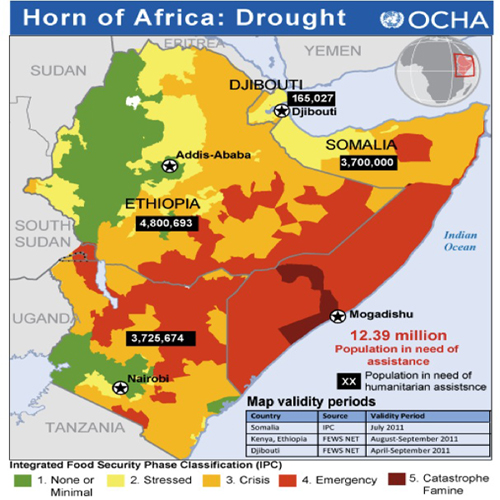 Horn of Africa: Drought
OCHA
ERITREA
YEMEN
SUDAN
DJIBOUTI
165,027
Djibouti
SOMALIA
3,700,000
Addis-Ababa
ETHIOPIA
4,800,693
SOUTH
SUDAN
Indian
Ocean
UGANDA
3,725,674
Mogadishu
12.39 million
Population in need of
assistance
Nairobi
XX
Population in need of
humanitarian assistsnce
TANZANIA
Map validity periods
Country Source Validity Period
Somalia IPC July 2011
Kenya, Ethiopia FEWS NET August-September 2011
Djibouti FEWS NET April-September 2011
Integrated Food Security Phase Classification (IPC)
1. None or
Minimal
2. Stressed
3. Crisis
4. Emergency
5. Catastrophe
Famine